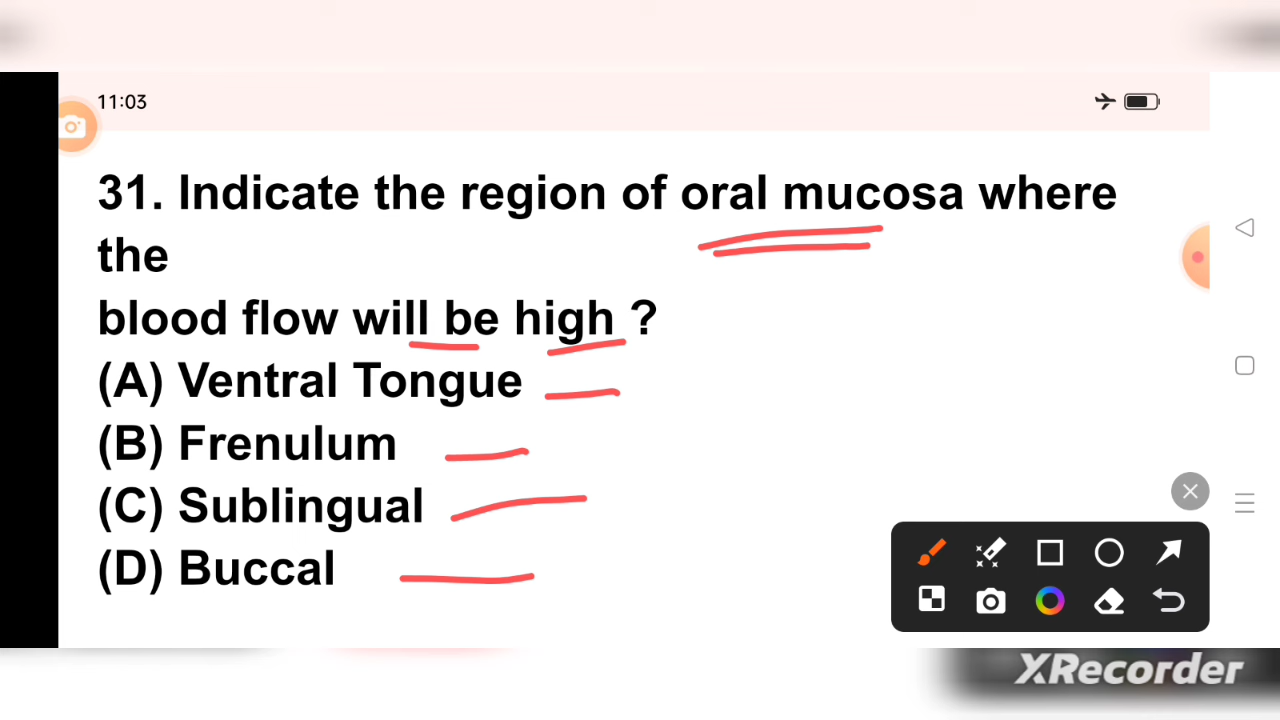 11:03
31. Indicate the region of oral mucosa where
the
blood flow will be high ?
(A) Ventral Tongue
(B) Frenulum
(C) Sublingual
(D) Buccal
XRecorder